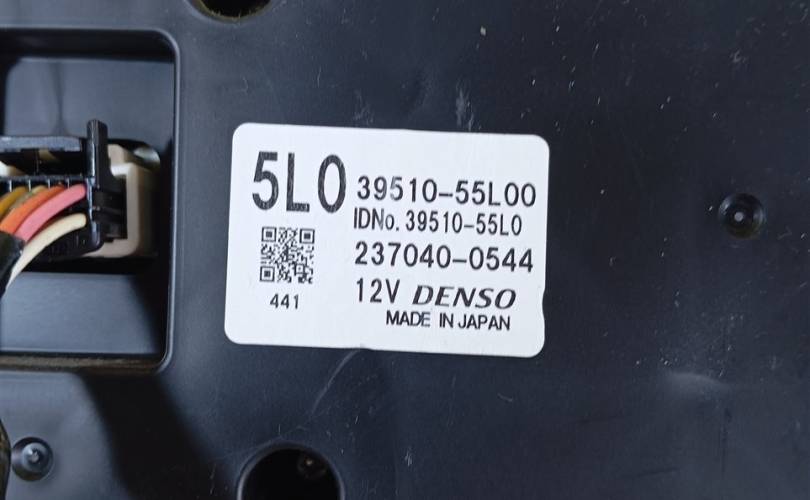 5L0 39510-55L00
IDNo. 39510-55L0
237040-0544
441
12V DENSO
MADE IN JAPAN